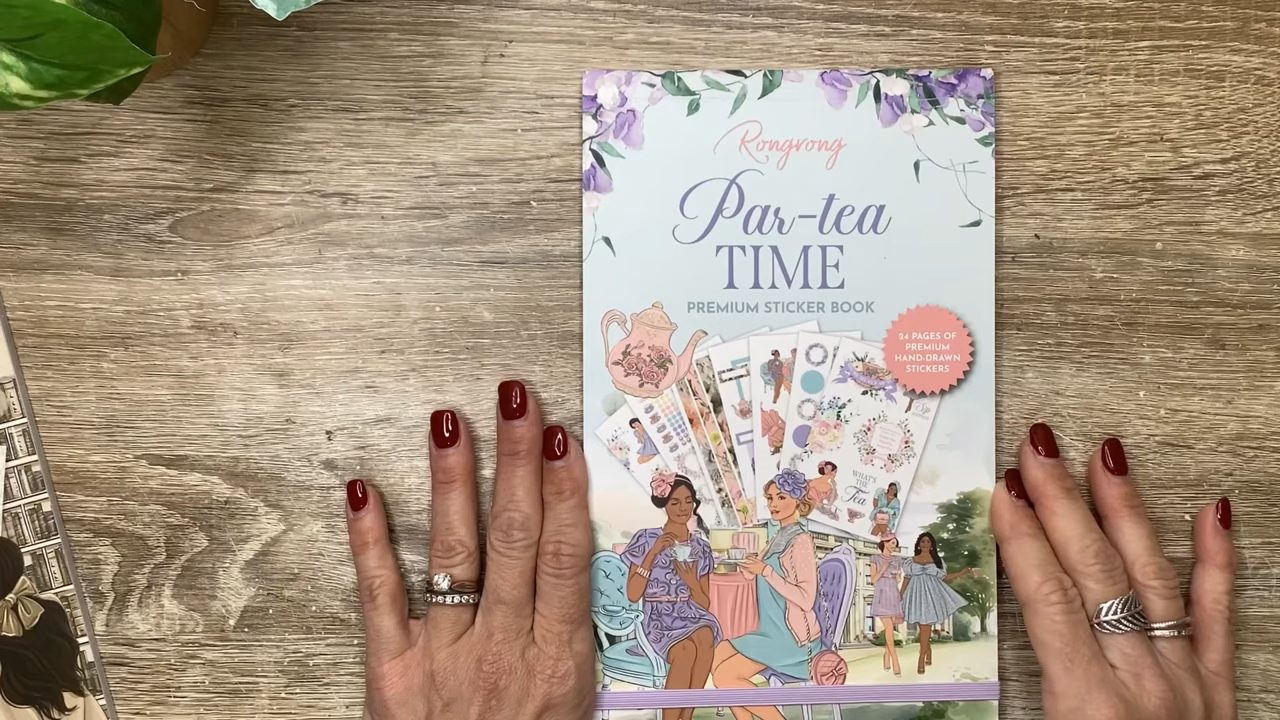 Rongrong
Par-tea
TIME
PREMIUM STICKER BOOK
24 PAGES OF
PREMIUM
HAND-DRAWN
STICKERS
WHAT'S
THE
Tea